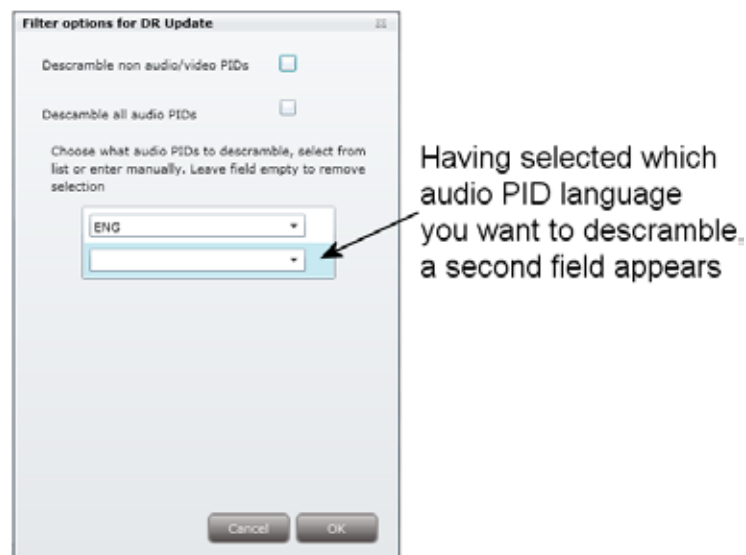 Filter options for DR Update
Descramble non audio/video PIDs
Descamble all audio PIDs
Choose what audio PIDs to descramble, select from
list or enter manually. Leave field empty to remove
selection
ENG
Cancel
OK
Having selected which
audio PID language
you want to descramble
a second field appears